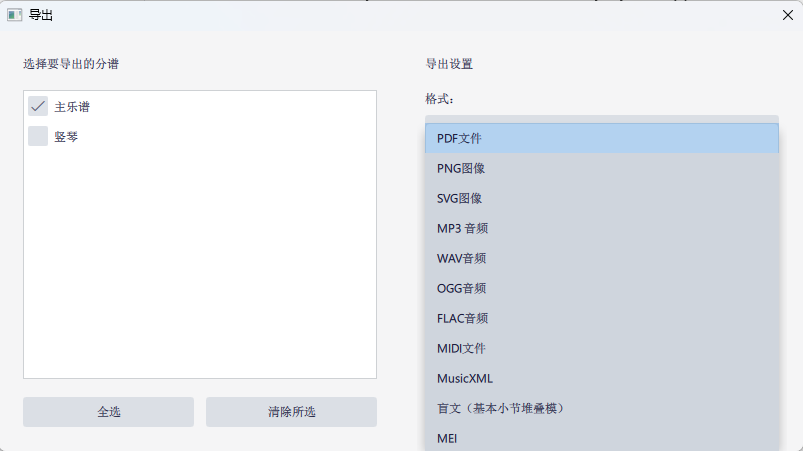 导出
选择要导出的分谱
主乐谱
竖琴
全选
清除所选
导出设置
格式：
PDF文件
PNG图像
SVG图像
MP3 音频
WAV音频
OGG音频
FLAC音频
MIDI文件
MusicXML
盲文（基本小节堆叠模）
MEI